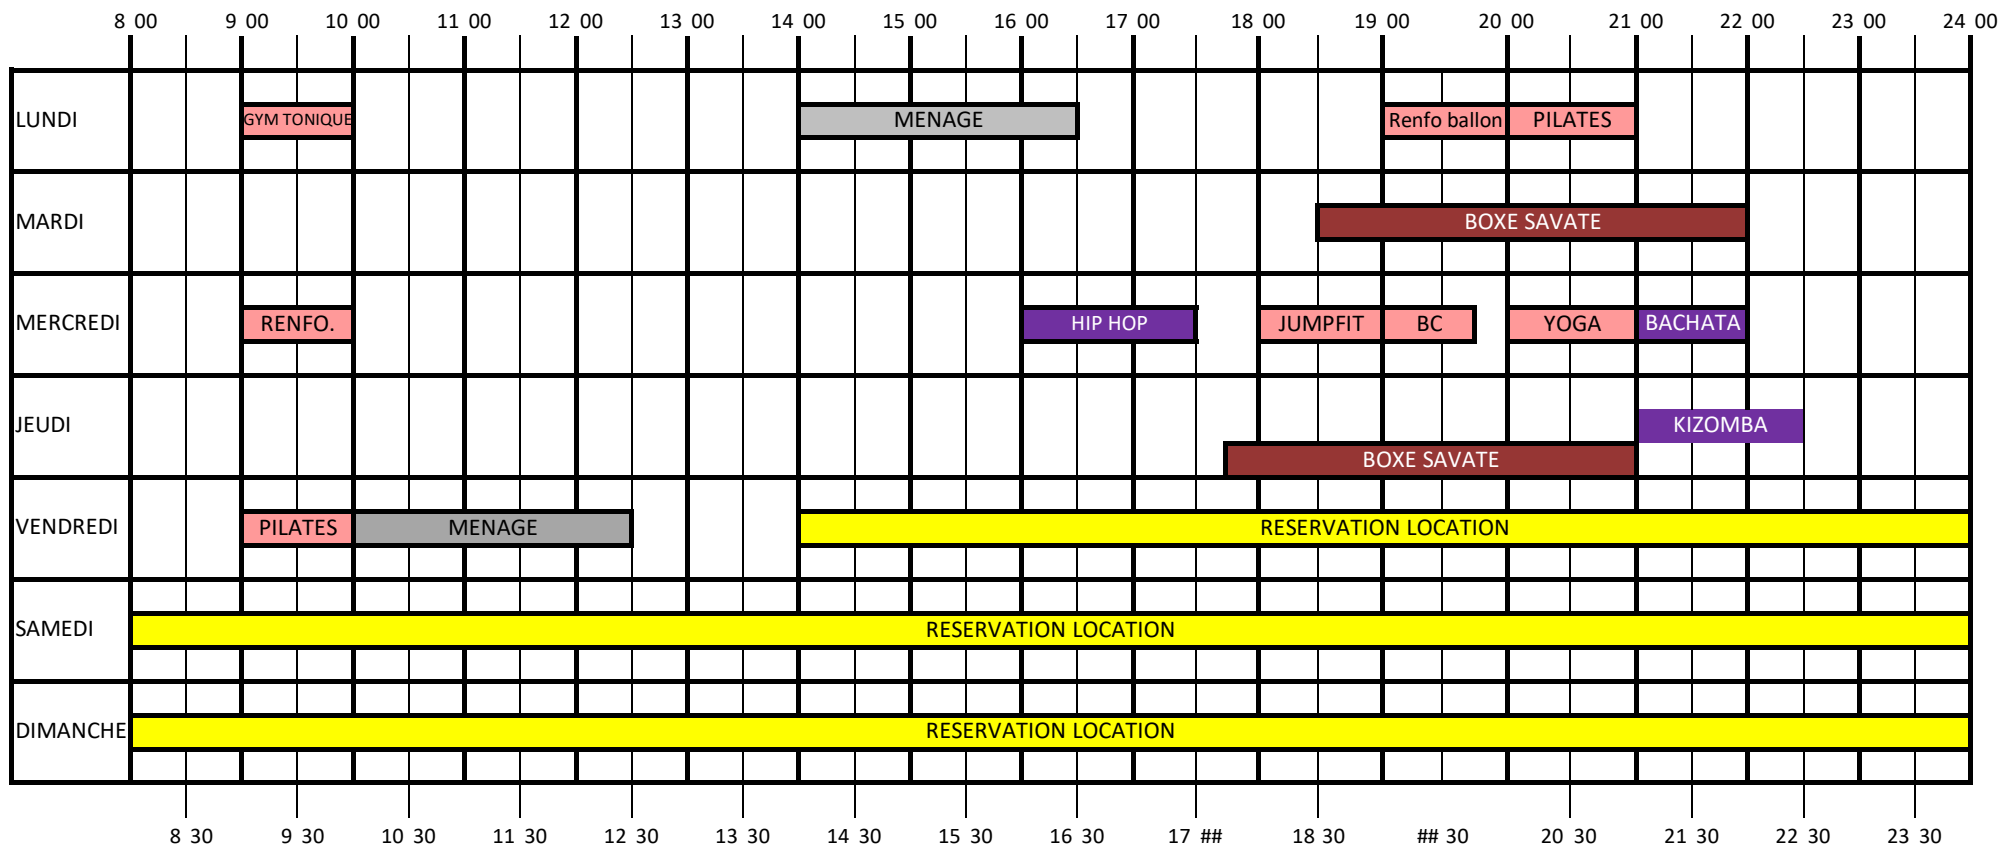 8 00 9 00 10 00 11 00 12 00 13 00 14 00 15 00 16 00 17 00 18 00 19 00 20 00 21 00 22 00 23 00 24 00
LUNDI GYM TONIQUE MENAGE Renfo ballon PILATES
MARDI BOXE SAVATE
MERCREDI RENFO. HIP HOP JUMPFIT BC YOGA BACHATA
JEUDI KIZOMBA
BOXE SAVATE
VENDREDI PILATES MENAGE RESERVATION LOCATION
SAMEDI RESERVATION LOCATION
DIMANCHE RESERVATION LOCATION
8 30 9 30 10 30 11 30 12 30 13 30 14 30 15 30 16 30 17 ## 18 30 ## 30 20 30 21 30 22 30 23 30